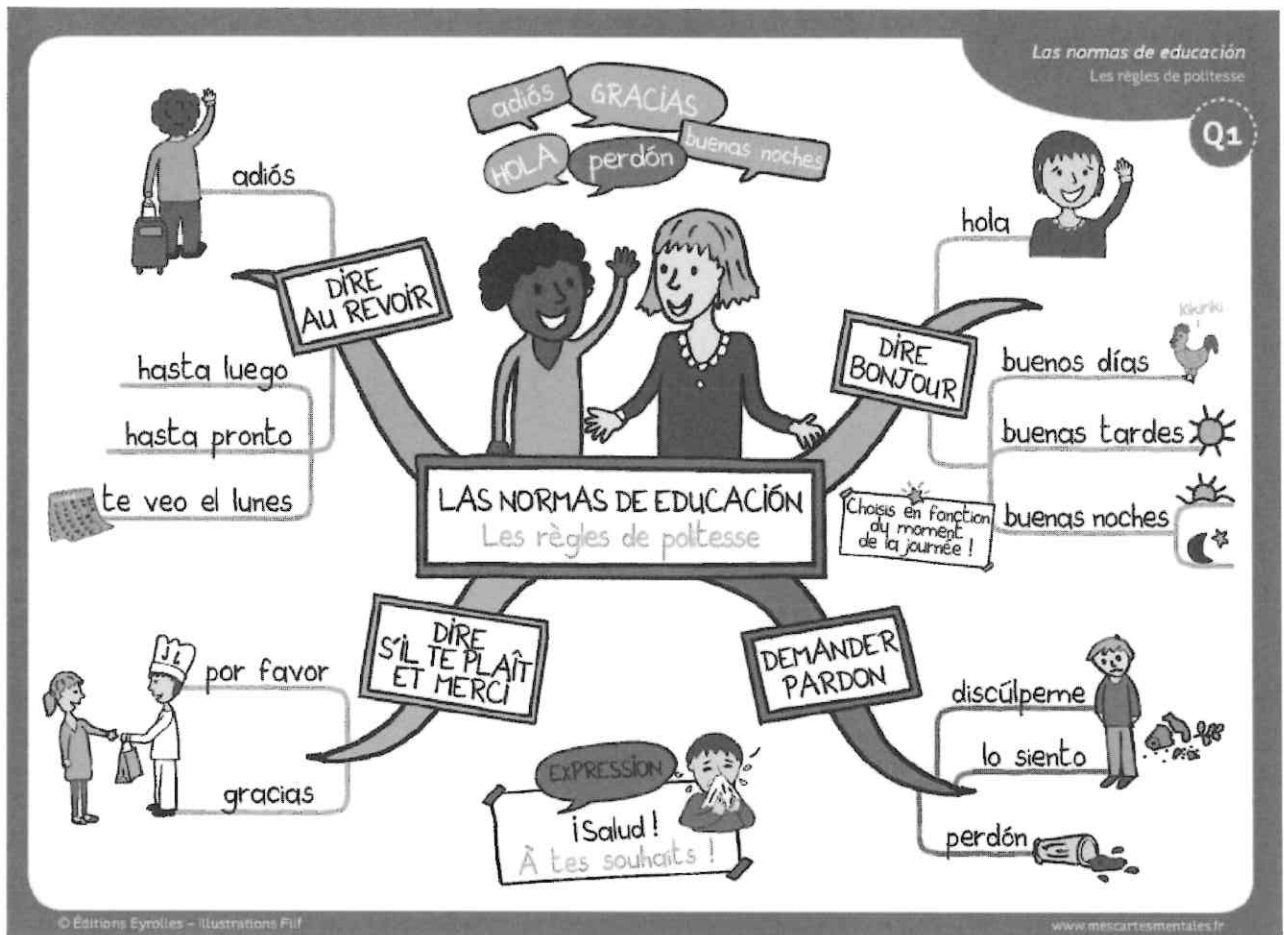 Las normas de educación
Les règles de politesse
Q1
adiós
GRACIAS
HOLA
perdón
buenas noches
adiós
DIRE
AU REVOIR
hasta luego
hasta pronto
te veo el lunes
hola
DIRE
BONJOUR
Kikiriki
buenos días
buenas tardes
buenas noches
Choisis en fonction
du moment
de la journée !
LAS NORMAS DE EDUCACIÓN
Les règles de politesse
DIRE
S'IL TE PLAÎT
ET MERCI
por favor
gracias
DEMANDER
PARDON
discúlpeme
lo siento
perdón
EXPRESSION
¡Salud !
À tes souhaits !
© Éditions Eyrolles – Illustrations Filf
www.mescartesmentales.fr